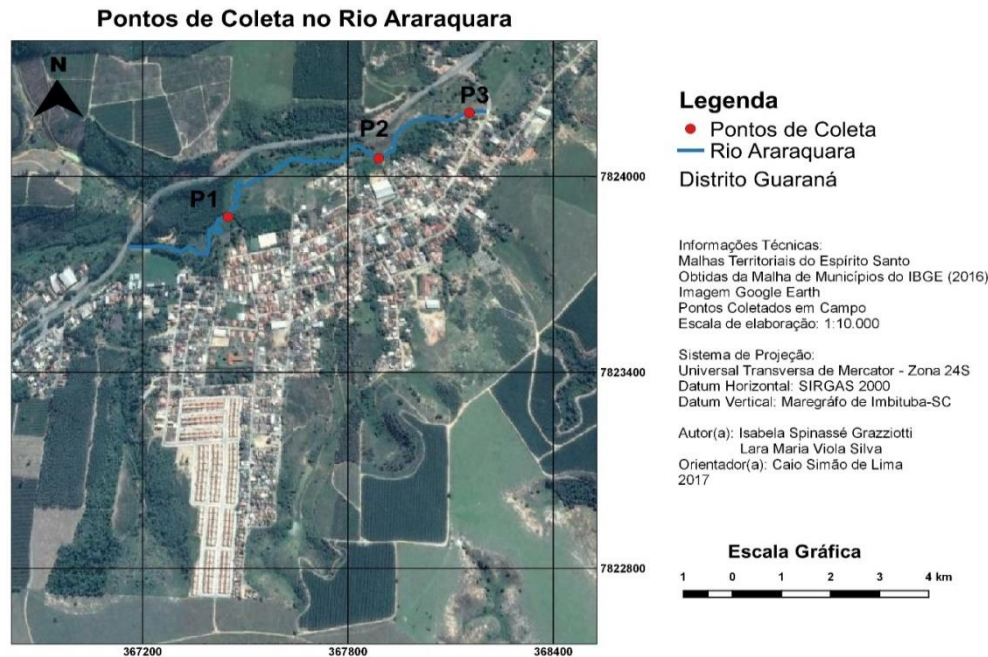 Pontos de Coleta no Rio Araraquara
N
P3
P2
P1
7824000
7823400
7822800
367200
367800
368400
Legenda
Pontos de Coleta
Rio Araraquara
Distrito Guaraná
Informações Técnicas:
Malhas Territoriais do Espírito Santo
Obtidas da Malha de Municípios do IBGE (2016)
Imagem Google Earth
Pontos Coletados em Campo
Escala de elaboração: 1:10.000
Sistema de Projeção:
Universal Transversa de Mercator - Zona 24S
Datum Horizontal: SIRGAS 2000
Datum Vertical: Maregráfo de Imbituba-SC
Autor(a): Isabela Spinassé Grazziotti
Lara Maria Viola Silva
Orientador(a): Caio Simão de Lima
2017
Escala Gráfica
1 0 1 2 3 4 km